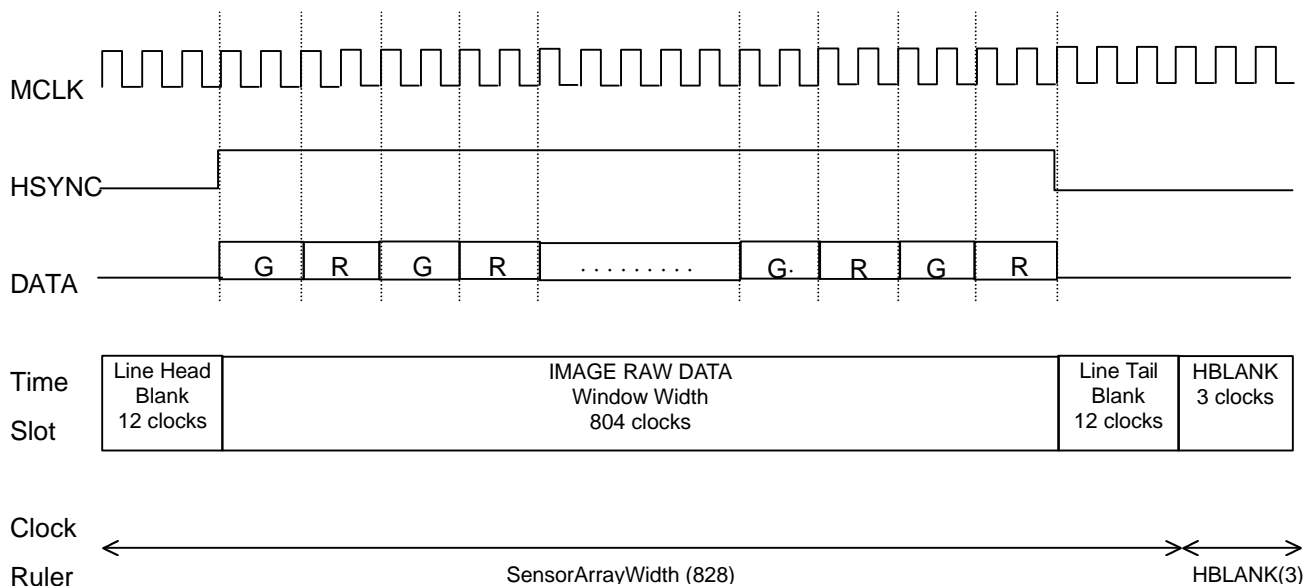 MCLK
HSYNC
DATA
G R G R ......... G. R G R
Time
Slot
Line Head
Blank
12 clocks
IMAGE RAW DATA
Window Width
804 clocks
Line Tail
Blank
12 clocks
HBLANK
3 clocks
Clock
Ruler
SensorArrayWidth (828)
HBLANK(3)